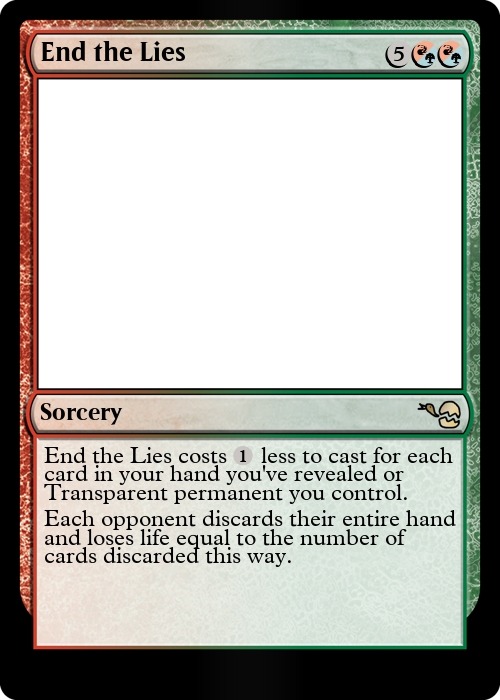 End the Lies 5
Sorcery
End the Lies costs 1 less to cast for each
card in your hand you've revealed or
Transparent permanent you control.
Each opponent discards their entire hand
and loses life equal to the number of
cards discarded this way.